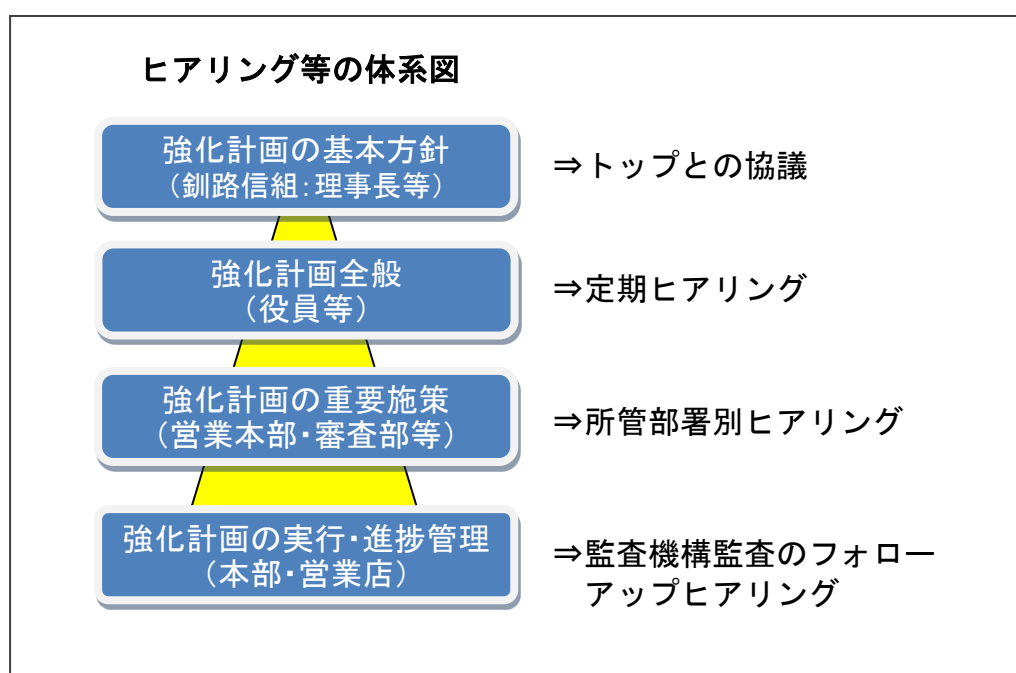 ヒアリング等の体系図
強化計画の基本方針
（釧路信組：理事長等）
⇒トップとの協議
強化計画全般
（役員等）
⇒定期ヒアリング
強化計画の重要施策
（営業本部・審査部等）
⇒所管部署別ヒアリング
強化計画の実行・進捗管理
（本部・営業店）
⇒監査機構監査のフォロー
アップヒアリング